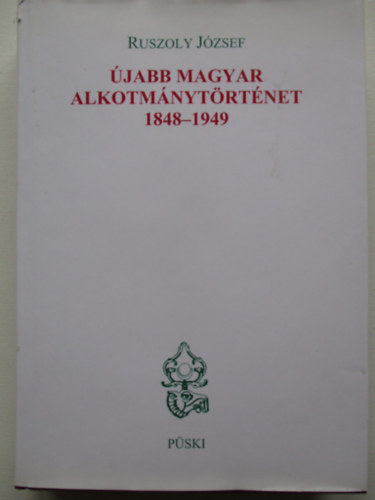 RUSZOLY JÓZSEF
ÚJABB MAGYAR
ALKOTMÁNYTÖRTÉNET
1848–1949
PÜSKI